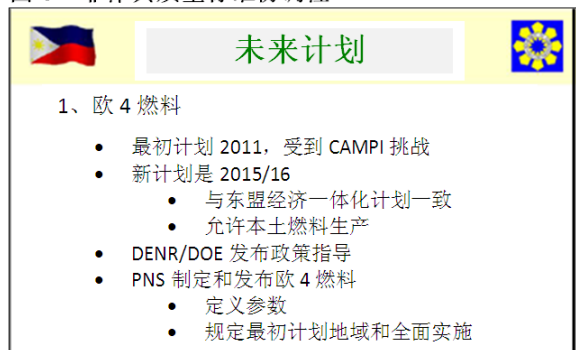 未来计划
1、欧 4 燃料
• 最初计划 2011，受到 CAMPI 挑战
• 新计划是 2015/16
• 与东盟经济一体化计划一致
• 允许本土燃料生产
• DENR/DOE 发布政策指导
• PNS 制定和发布欧 4 燃料
• 定义参数
• 规定最初计划地域和全面实施